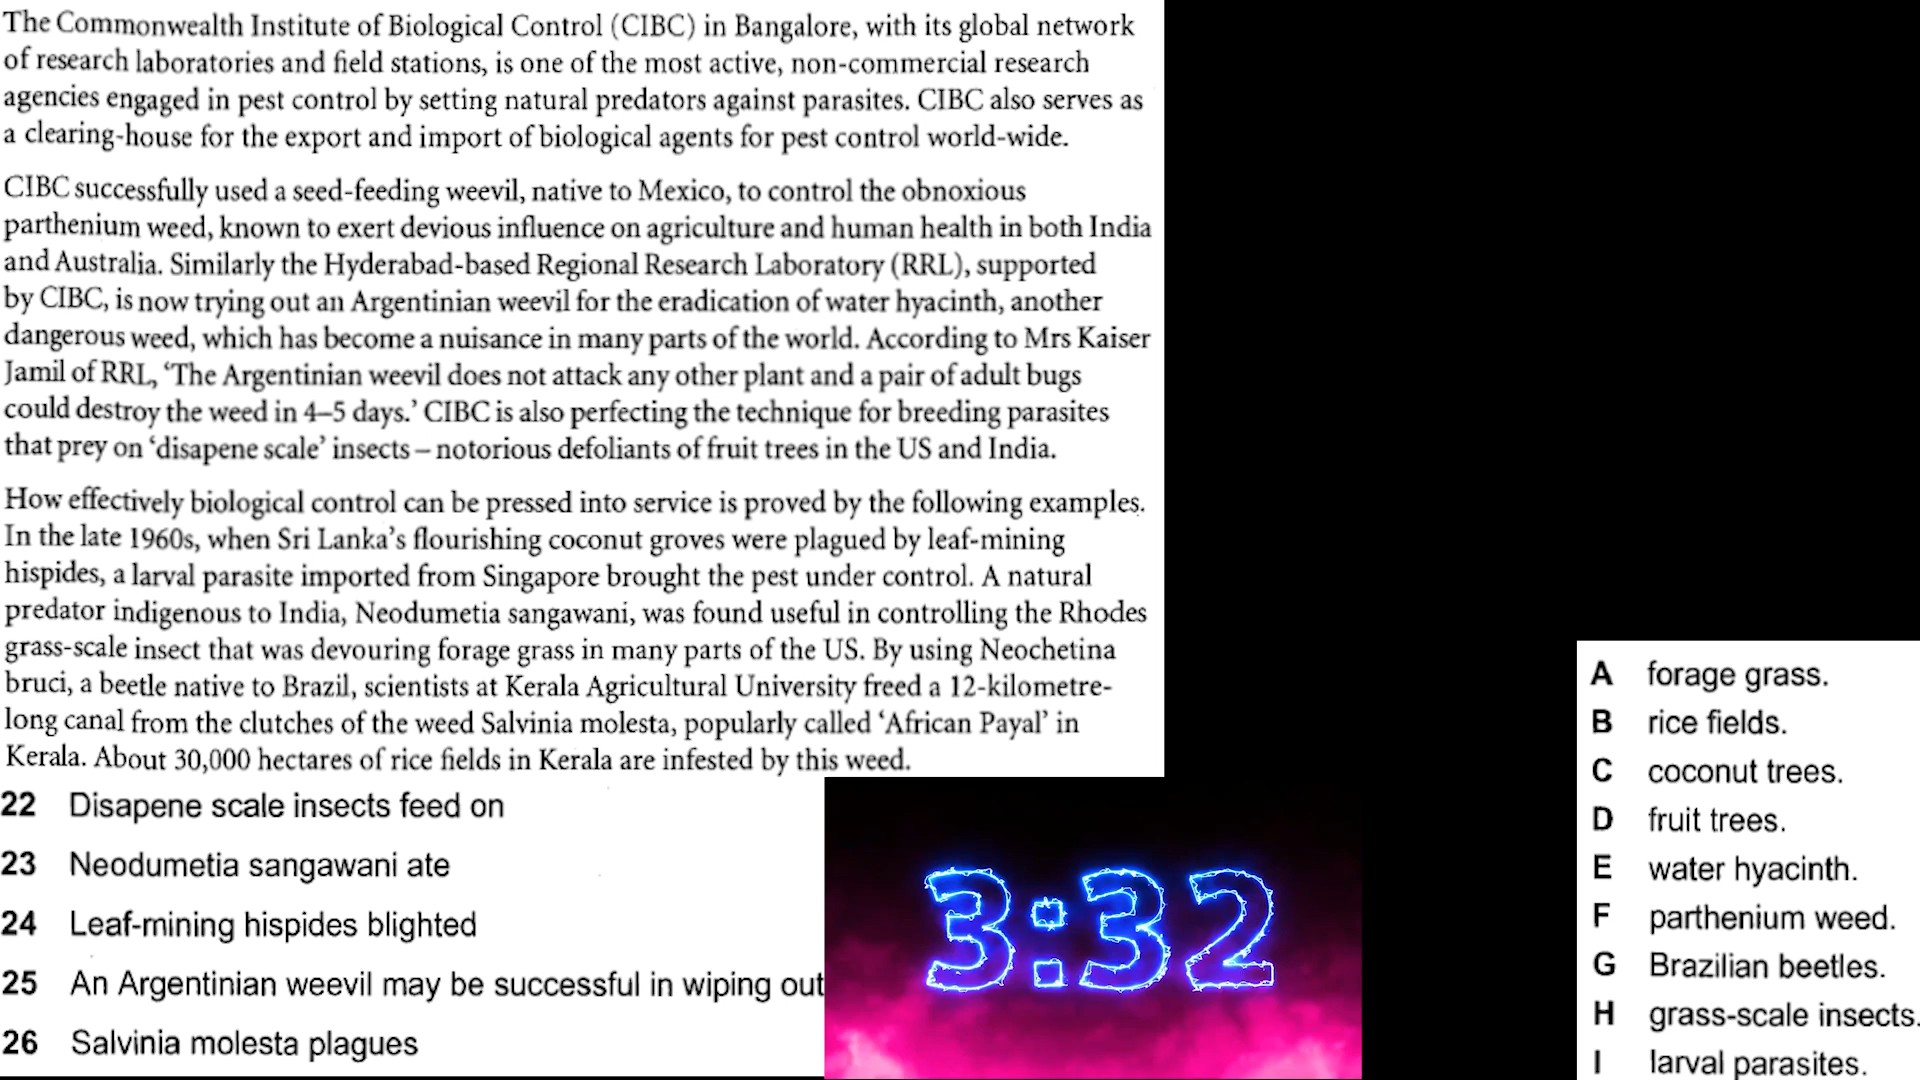 The Commonwealth Institute of Biological Control (CIBC) in Bangalore, with its global network
of research laboratories and field stations, is one of the most active, non-commercial research
agencies engaged in pest control by setting natural predators against parasites. CIBC also serves as
a clearing-house for the export and import of biological agents for pest control world-wide.
CIBC successfully used a seed-feeding weevil, native to Mexico, to control the obnoxious
parthenium weed, known to exert devious influence on agriculture and human health in both India
and Australia. Similarly the Hyderabad-based Regional Research Laboratory (RRL), supported
by CIBC, is now trying out an Argentinian weevil for the eradication of water hyacinth, another
dangerous weed, which has become a nuisance in many parts of the world. According to Mrs Kaiser
Jamil of RRL, ‘The Argentinian weevil does not attack any other plant and a pair of adult bugs
could destroy the weed in 4–5 days.’ CIBC is also perfecting the technique for breeding parasites
that prey on ‘disapene scale’ insects – notorious defoliants of fruit trees in the US and India.
How effectively biological control can be pressed into service is proved by the following examples.
In the late 1960s, when Sri Lanka’s flourishing coconut groves were plagued by leaf-mining
hispides, a larval parasite imported from Singapore brought the pest under control. A natural
predator indigenous to India, Neodumetia sangawani, was found useful in controlling the Rhodes
grass-scale insect that was devouring forage grass in many parts of the US. By using Neochetina
bruci, a beetle native to Brazil, scientists at Kerala Agricultural University freed a 12-kilometre-
long canal from the clutches of the weed Salvinia molesta, popularly called ‘African Payal’ in
Kerala. About 30,000 hectares of rice fields in Kerala are infested by this weed.
22 Disapene scale insects feed on
23 Neodumetia sangawani ate
24 Leaf-mining hispides blighted
25 An Argentinian weevil may be successful in wiping out
26 Salvinia molesta plagues
3:32
A forage grass.
B rice fields.
C coconut trees.
D fruit trees.
E water hyacinth.
F parthenium weed.
G Brazilian beetles.
H grass-scale insects.
I larval parasites.